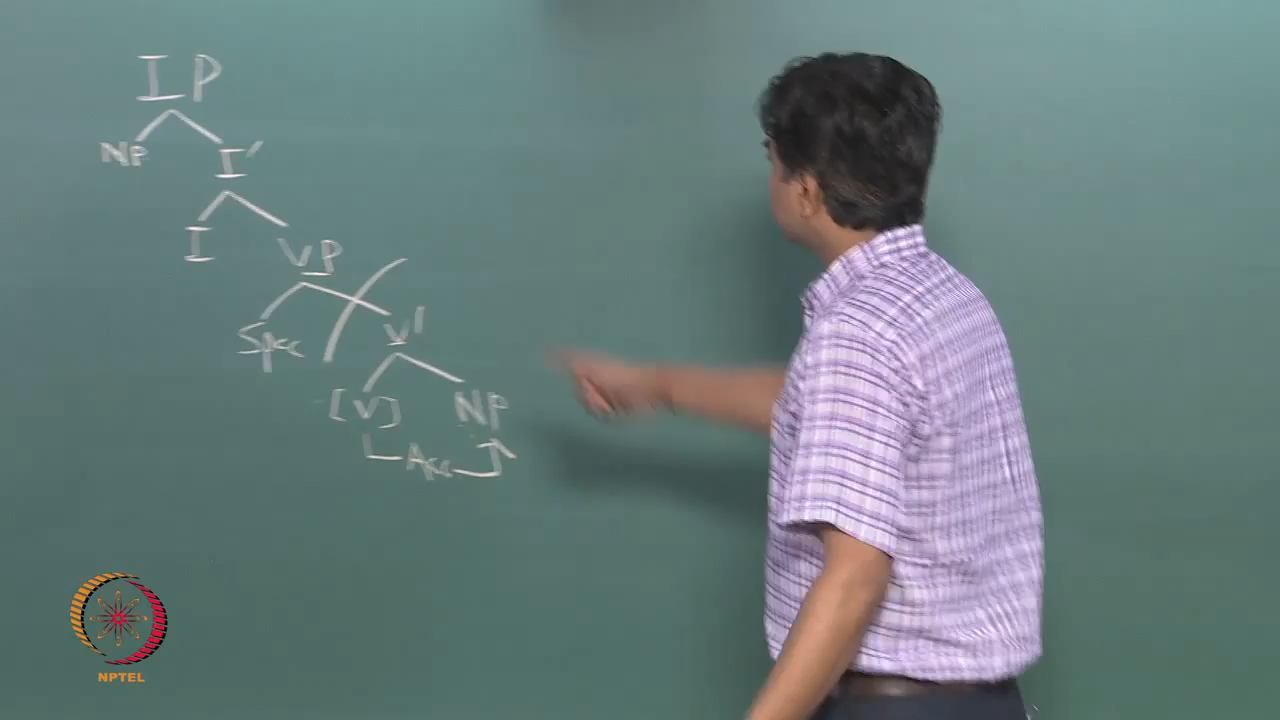 IP
NP I'
I VP
Spec V'
[V] NP
Acc
NPTEL